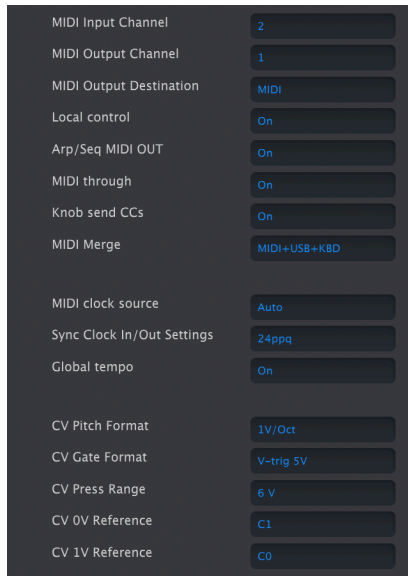 MIDI Input Channel 2
MIDI Output Channel 1
MIDI Output Destination MIDI
Local control On
Arp/Seq MIDI OUT On
MIDI through On
Knob send CCs On
MIDI Merge MIDI+USB+KBD
MIDI clock source Auto
Sync Clock In/Out Settings 24ppq
Global tempo On
CV Pitch Format 1V/Oct
CV Gate Format V-trig 5V
CV Press Range 6 V
CV 0V Reference C1
CV 1V Reference C0